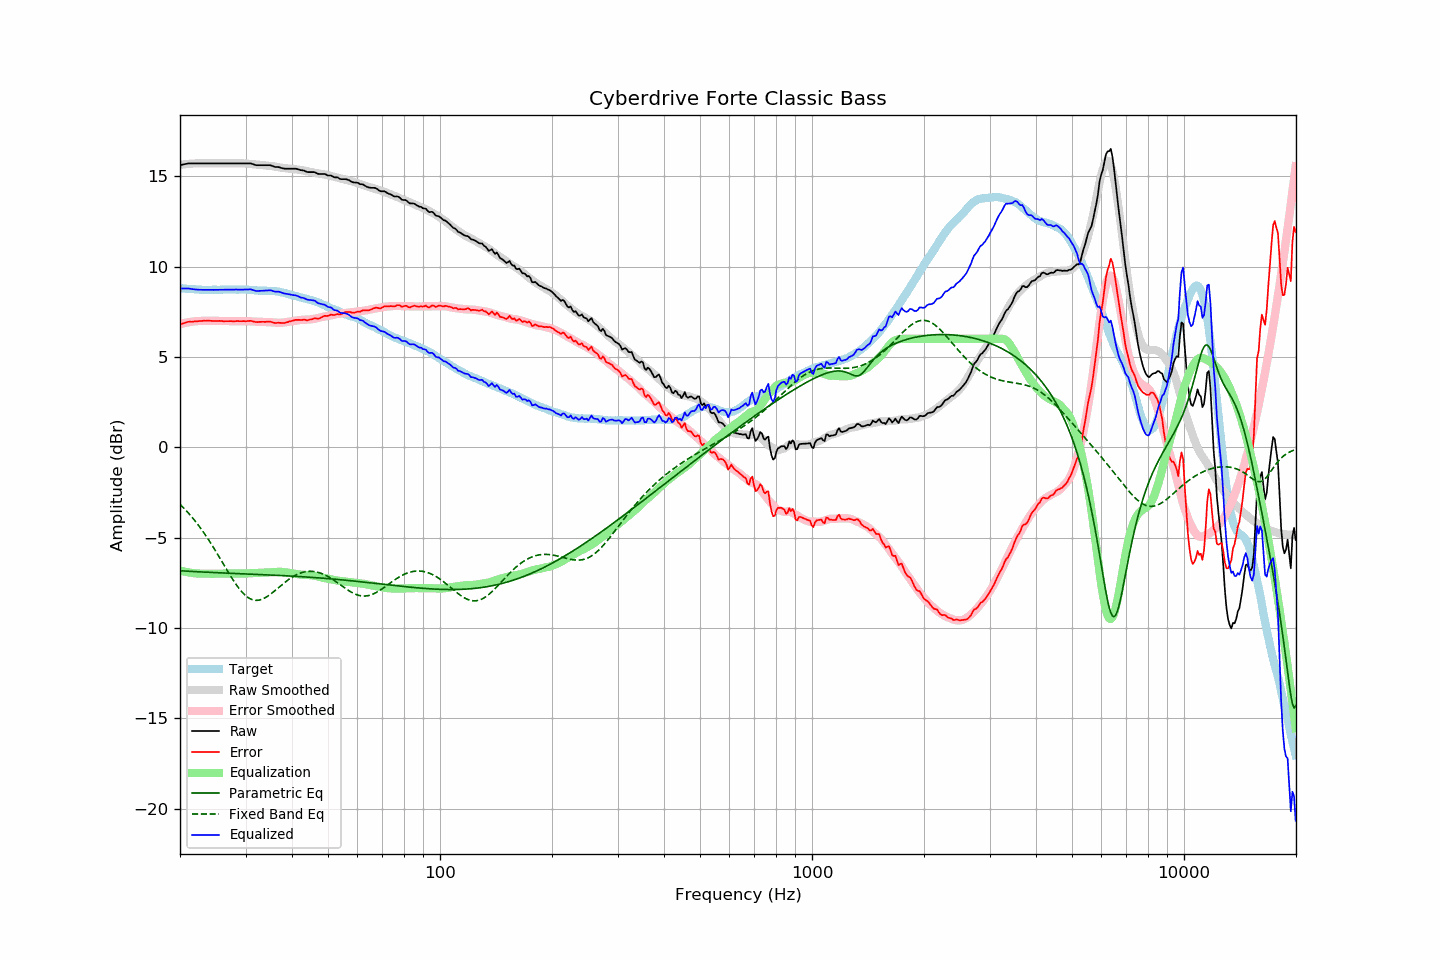 Cyberdrive Forte Classic Bass
Amplitude (dBr)
15
10
5
0
−5
−10
−15
−20
Target
Raw Smoothed
Error Smoothed
Raw
Error
Equalization
Parametric Eq
Fixed Band Eq
Equalized
100
1000
10000
Frequency (Hz)